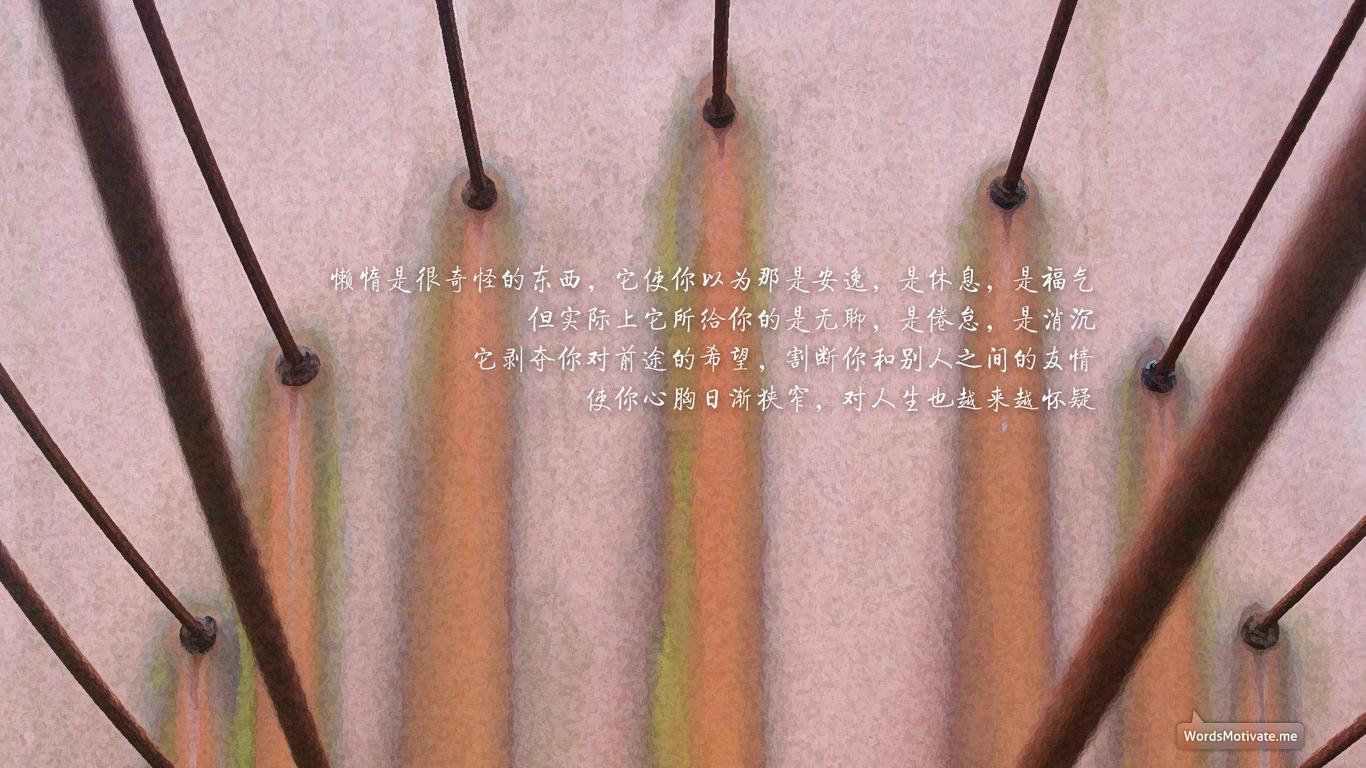 懒惰是很奇怪的东西，它使你以为那是安逸，是休息，是福气
但实际上它所给你的是无聊，是倦怠，是消沉
它剥夺你对前途的希望，割断你和别人之间的友情
使你心胸日渐狭窄，对人生也越来越怀疑
WordsMotivate.me